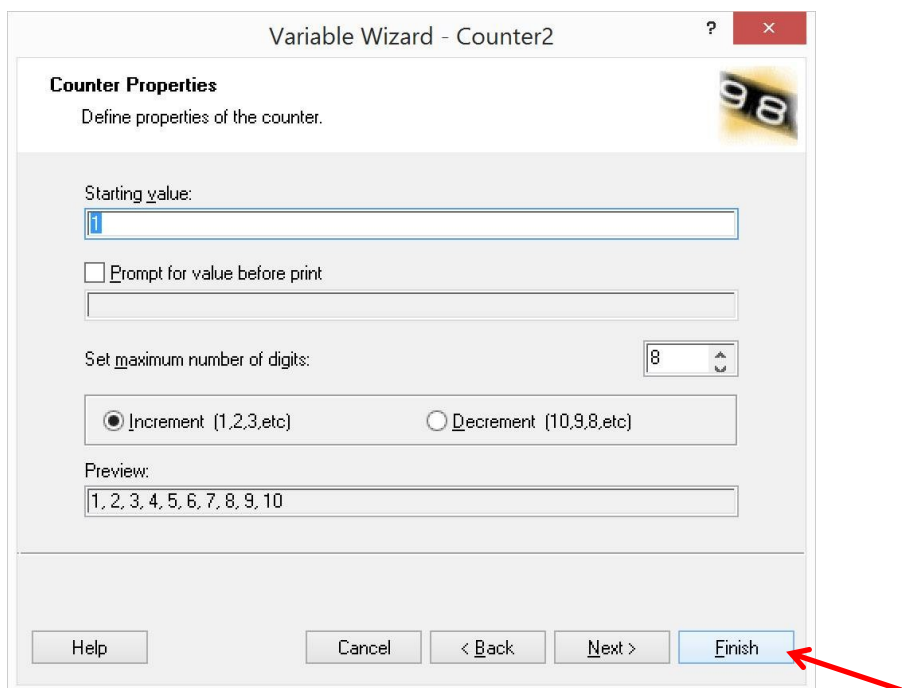 Variable Wizard - Counter2
?
×
Counter Properties
Define properties of the counter.
98
Starting value:
1
Prompt for value before print
Set maximum number of digits:
8
Increment (1,2,3,etc)
Decrement (10,9,8,etc)
Preview:
1, 2, 3, 4, 5, 6, 7, 8, 9, 10
Help
Cancel
< Back
Next >
Finish